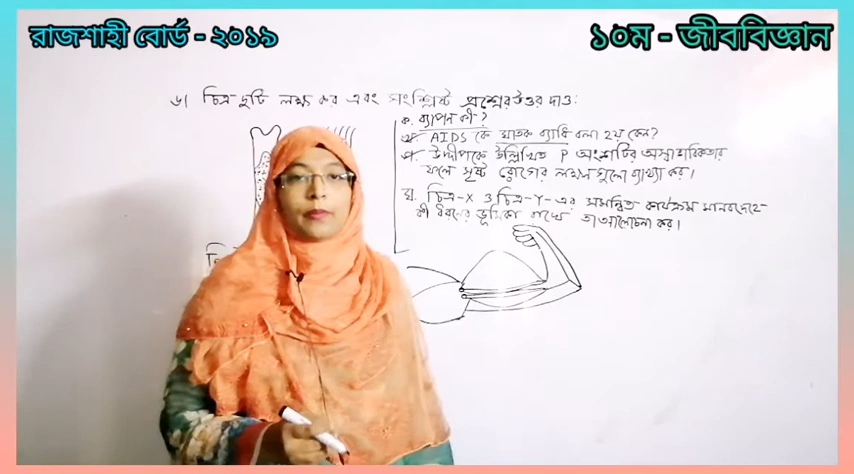 রাজশাহী বোর্ড - ২০১৯
১০ম - জীববিজ্ঞান
৬। চিত্র দুটি লক্ষ্য কর এবং সংশ্লিষ্ট প্রশ্নের উত্তর দাও:
ক. ব্যাপন কী?
খ. AIDS কে ঘাতক ব্যাধি বলা হয় কেন?
গ. উদ্দীপকে উল্লিখিত P অংশটির অস্বাভাবিকতার
ফলে সৃষ্ট রোগের লক্ষণগুলো ব্যাখ্যা কর।
ঘ. চিত্র-X ও চিত্র-Y-এর সমন্বিত কার্যক্রম মানবদেহে-
কী ধরনের ভূমিকা রাখে তা আলোচনা কর।